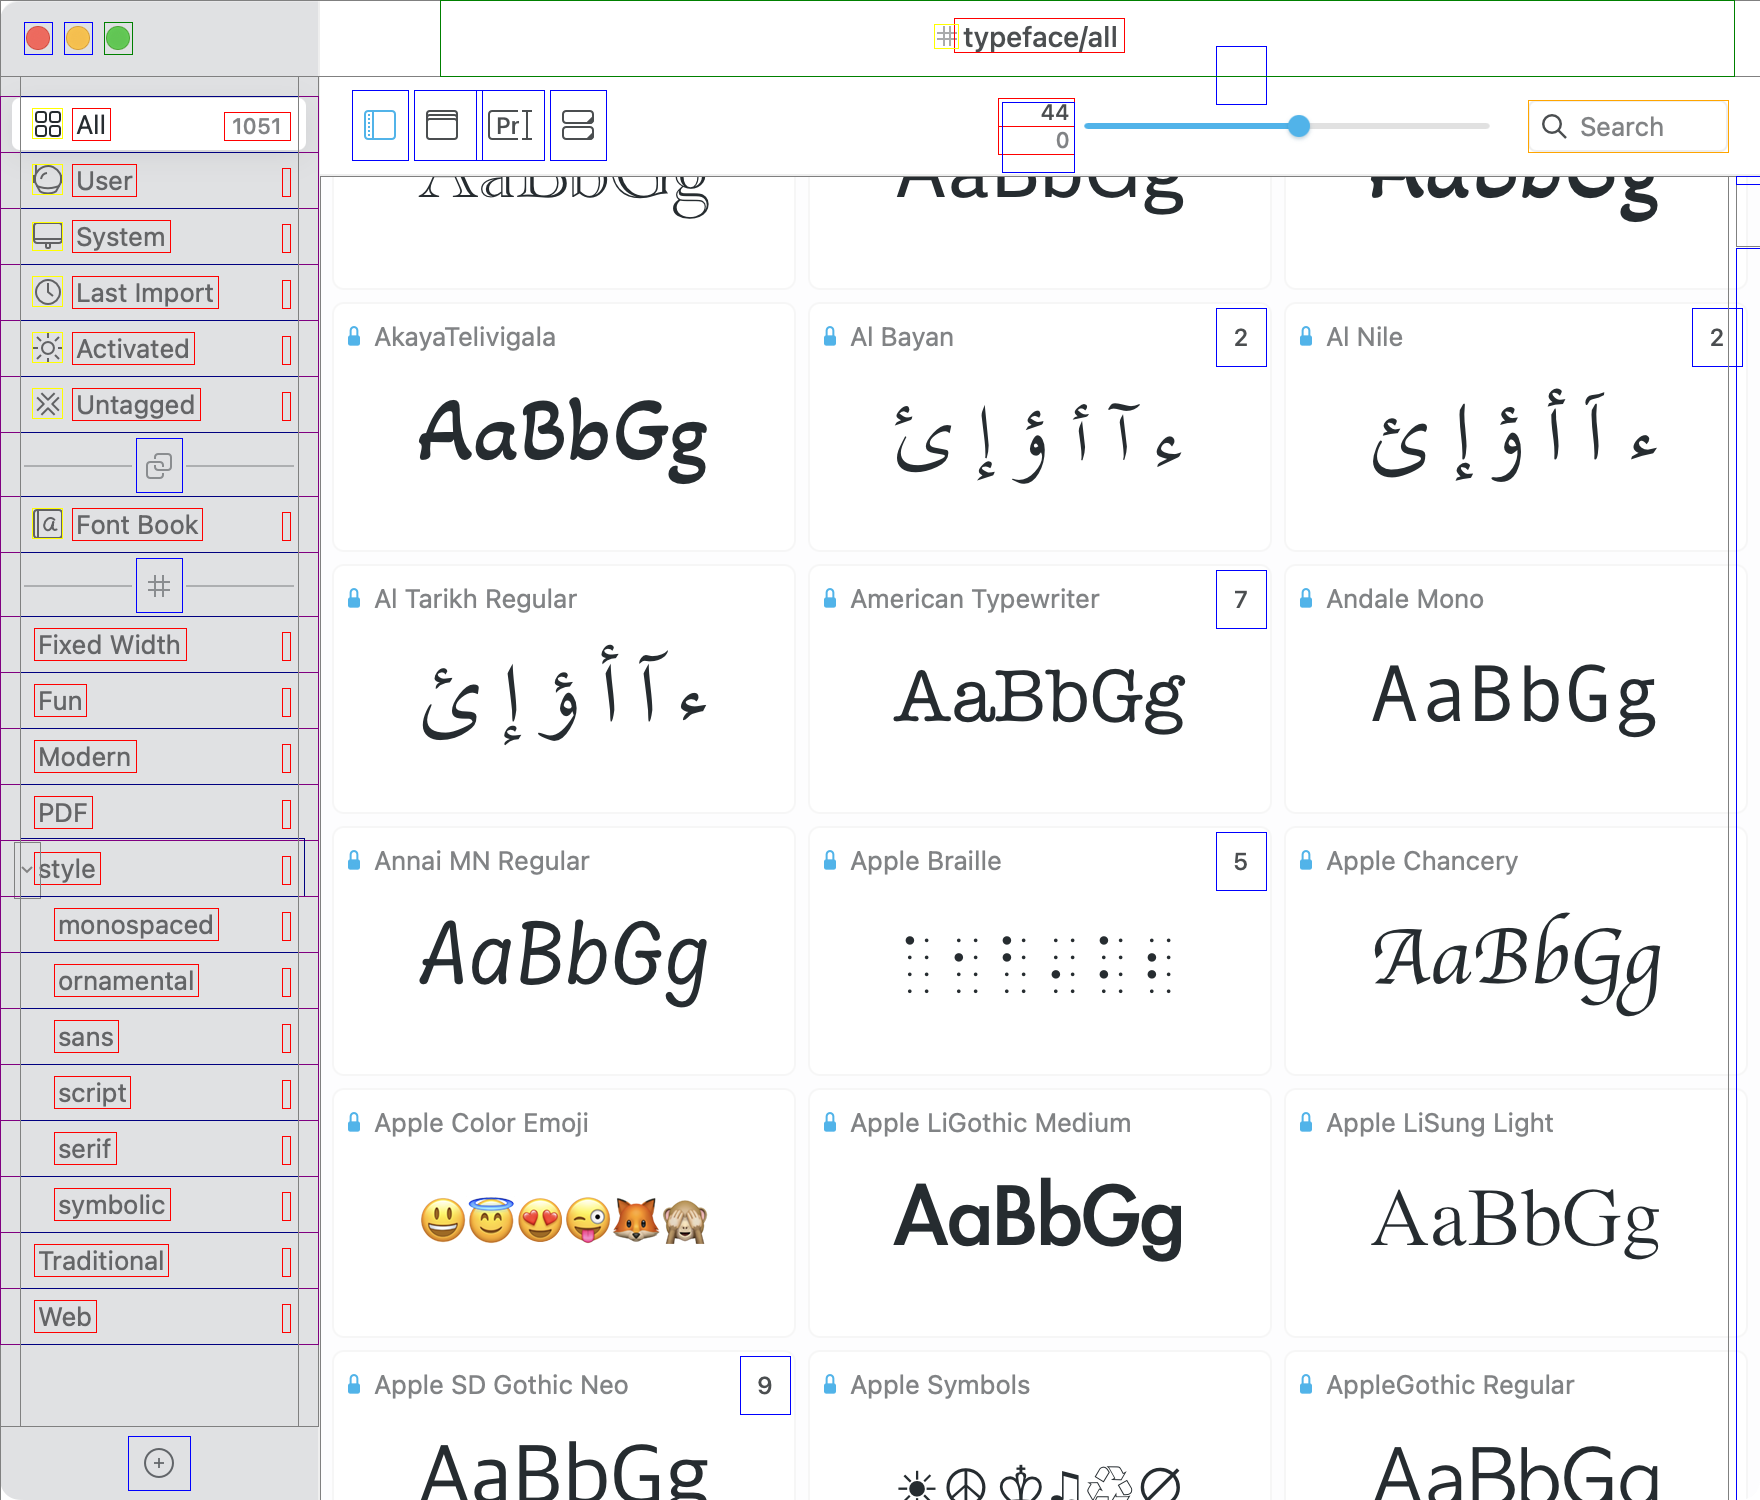 typeface/all
All 1051
User
System
Last Import
Activated
Untagged
Font Book
Fixed Width
Fun
Modern
PDF
style
monospaced
ornamental
sans
script
serif
symbolic
Traditional
Web
Pr
44
0
Search
AaBbGg AaBbGg AaBbGg
AkayaTelivigala
AaBbGg
Al Bayan 2
ء آ أ ؤ إ ئ
Al Nile 2
ء آ أ ؤ إ ئ
Al Tarikh Regular
ء آ أ ؤ إ ئ
American Typewriter 7
AaBbGg
Andale Mono
AaBbGg
Annai MN Regular
AaBbGg
Apple Braille 5
Apple Chancery
AaBbGg
Apple Color Emoji
😃😇😍😜🦊🙈
Apple LiGothic Medium
AaBbGg
Apple LiSung Light
AaBbGg
Apple SD Gothic Neo 9
AaBbGg
Apple Symbols
AppleGothic Regular
AaBbGg